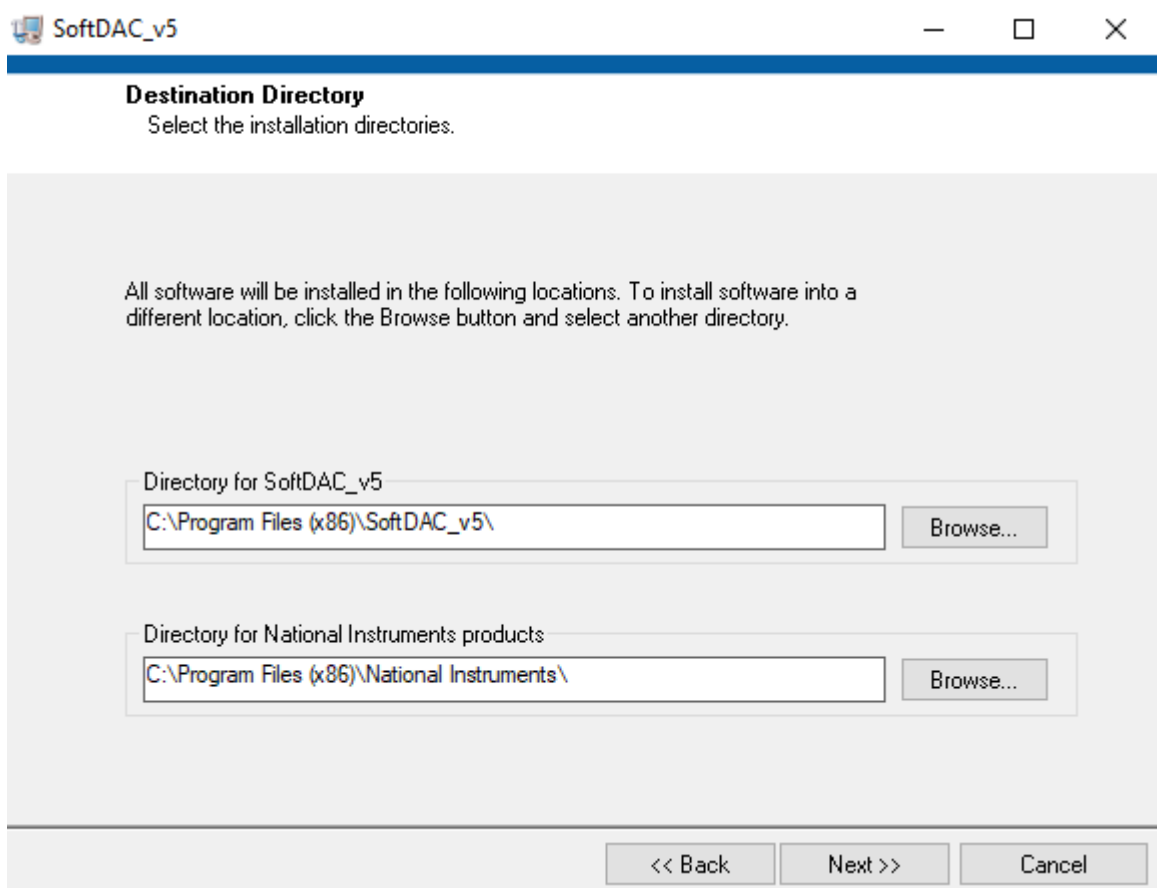 SoftDAC_v5
Destination Directory
Select the installation directories.
All software will be installed in the following locations. To install software into a
different location, click the Browse button and select another directory.
Directory for SoftDAC_v5
C:\Program Files (x86)\SoftDAC_v5\
Browse...
Directory for National Instruments products
C:\Program Files (x86)\National Instruments\
Browse...
<< Back
Next >>
Cancel